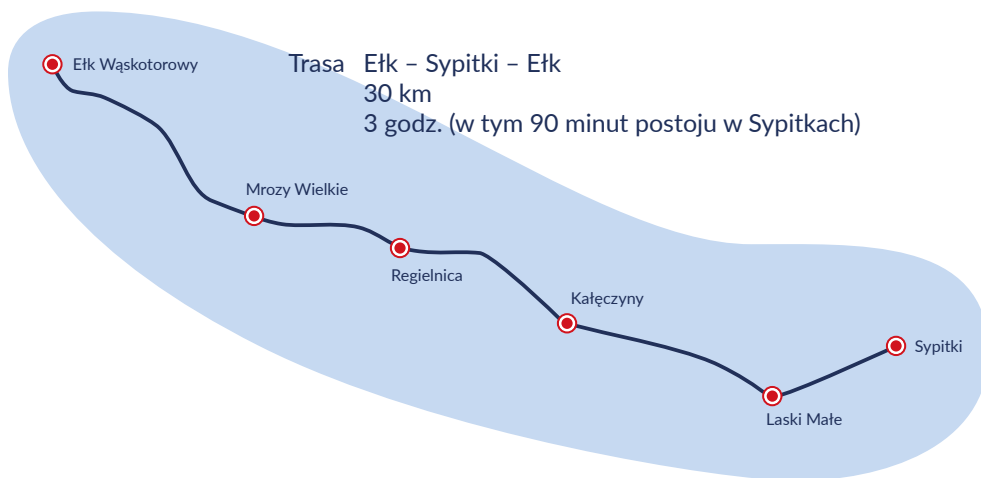 Ełk Wąskotorowy
Trasa Ełk – Sypitki – Ełk
30 km
3 godz. (w tym 90 minut postoju w Sypitkach)
Mrozy Wielkie
Regielnica
Kałęczyny
Sypitki
Laski Małe